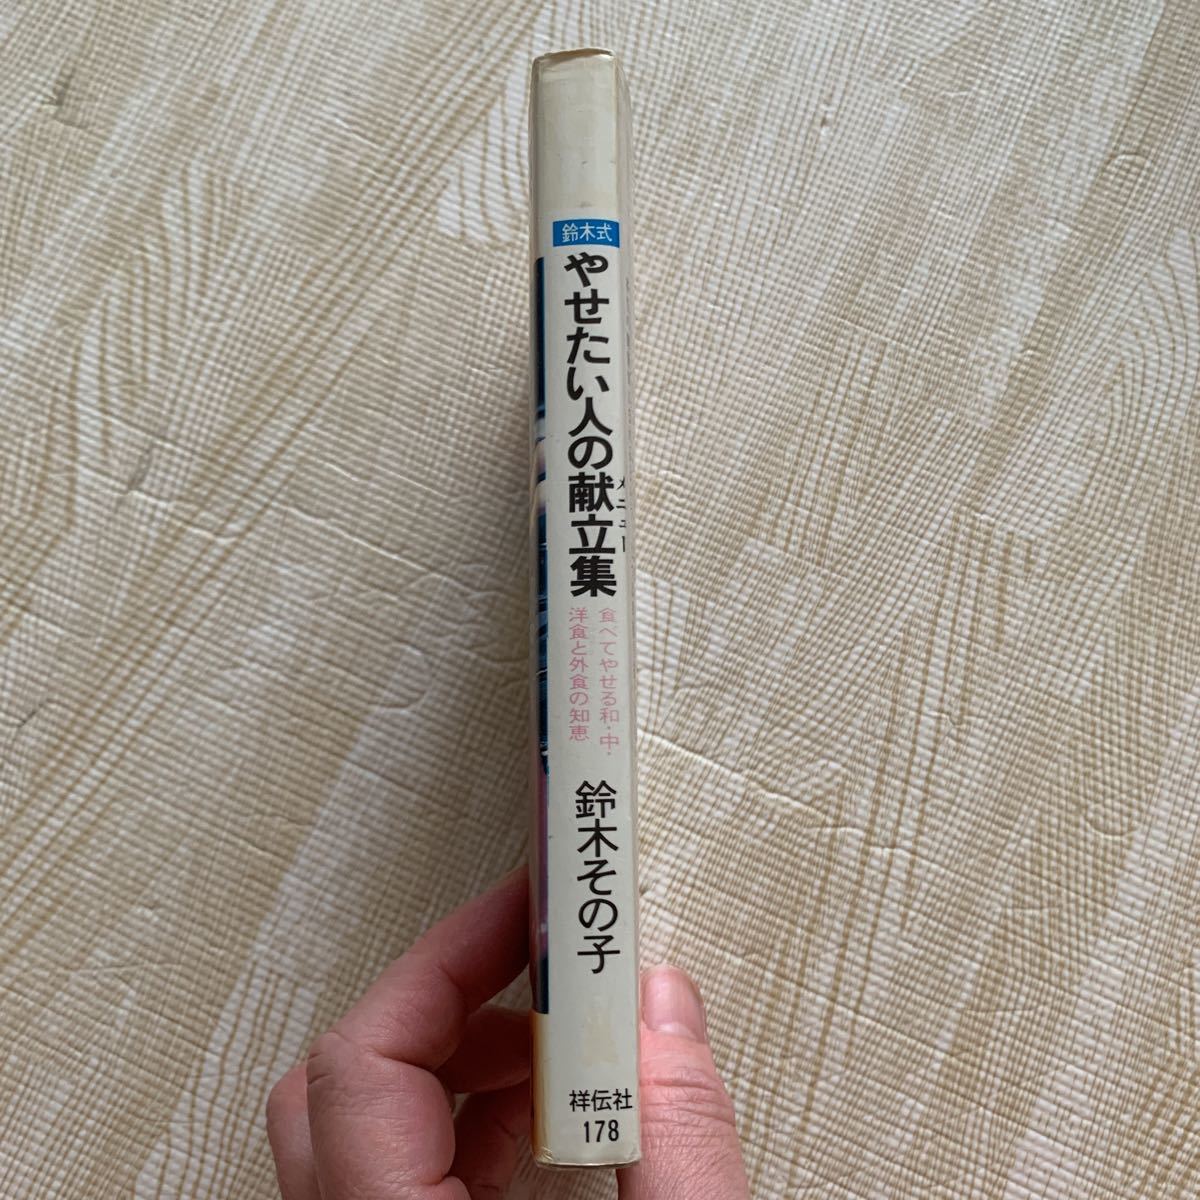 鈴木式
やせたい人の献立集
メニュー
食べてやせる和・中・
洋食と外食の知恵
鈴木その子
祥伝社
178